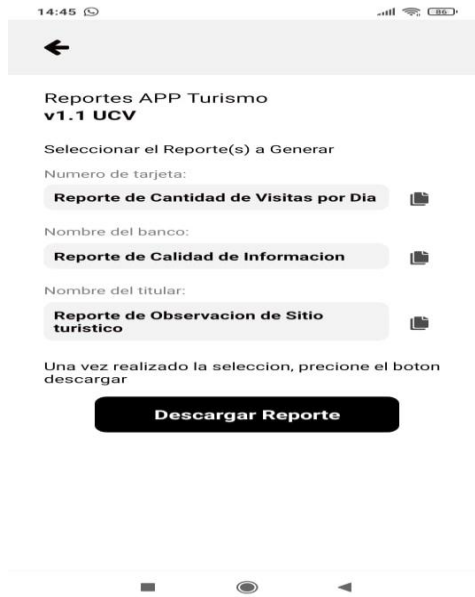 14:45
86
Reportes APP Turismo
v1.1 UCV
Seleccionar el Reporte(s) a Generar
Numero de tarjeta:
Reporte de Cantidad de Visitas por Dia
Nombre del banco:
Reporte de Calidad de Informacion
Nombre del titular:
Reporte de Observacion de Sitio
turistico
Una vez realizado la seleccion, precione el boton
descargar
Descargar Reporte